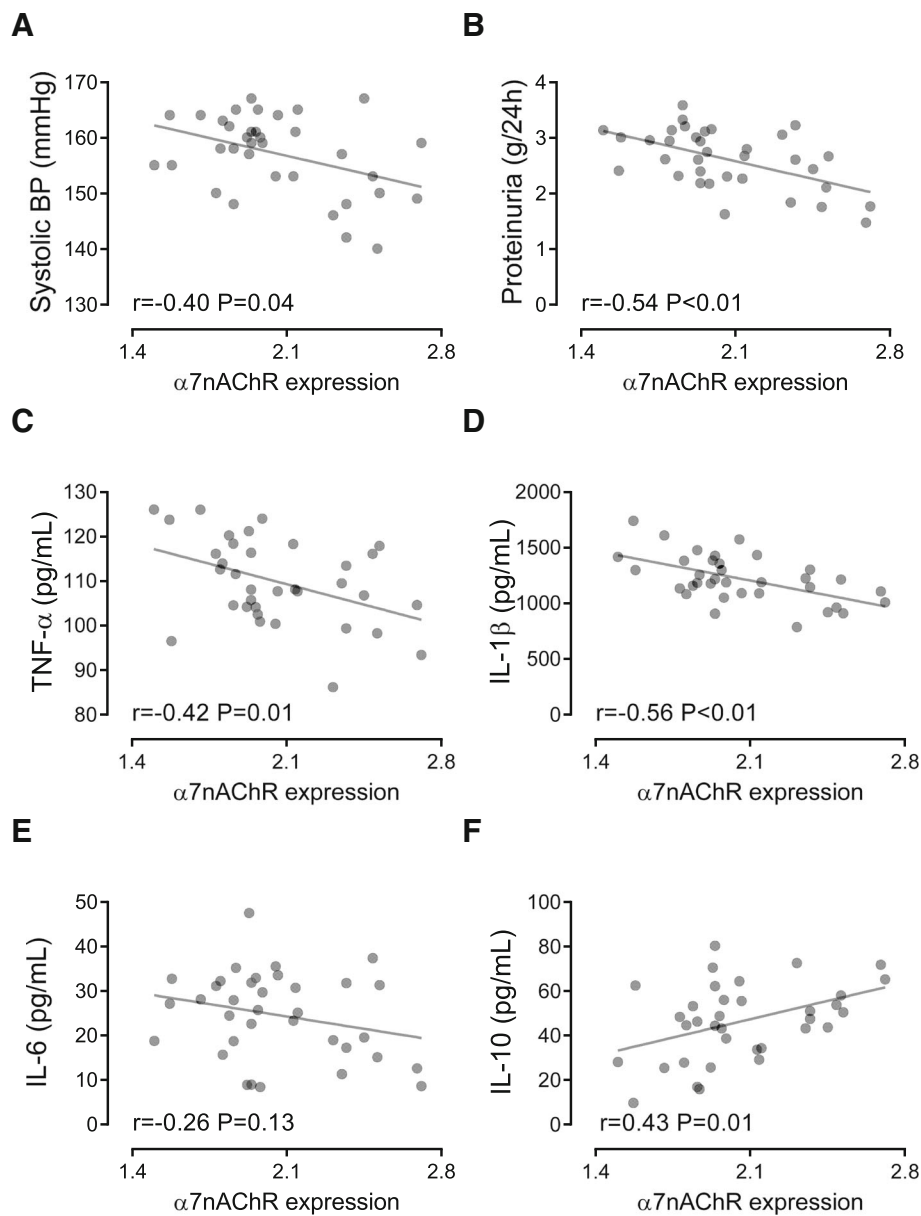 A
Systolic BP (mmHg)
170
160
150
140
130
r=-0.40 P=0.04
1.4 2.1 2.8
α7nAChR expression
B
Proteinuria (g/24h)
4
3
2
1
0
r=-0.54 P<0.01
1.4 2.1 2.8
α7nAChR expression
C
TNF-α (pg/mL)
130
120
110
100
90
80
r=-0.42 P=0.01
1.4 2.1 2.8
α7nAChR expression
D
IL-1β (pg/mL)
2000
1500
1000
500
0
r=-0.56 P<0.01
1.4 2.1 2.8
α7nAChR expression
E
IL-6 (pg/mL)
50
40
30
20
10
0
r=-0.26 P=0.13
1.4 2.1 2.8
α7nAChR expression
F
IL-10 (pg/mL)
100
80
60
40
20
0
r=0.43 P=0.01
1.4 2.1 2.8
α7nAChR expression